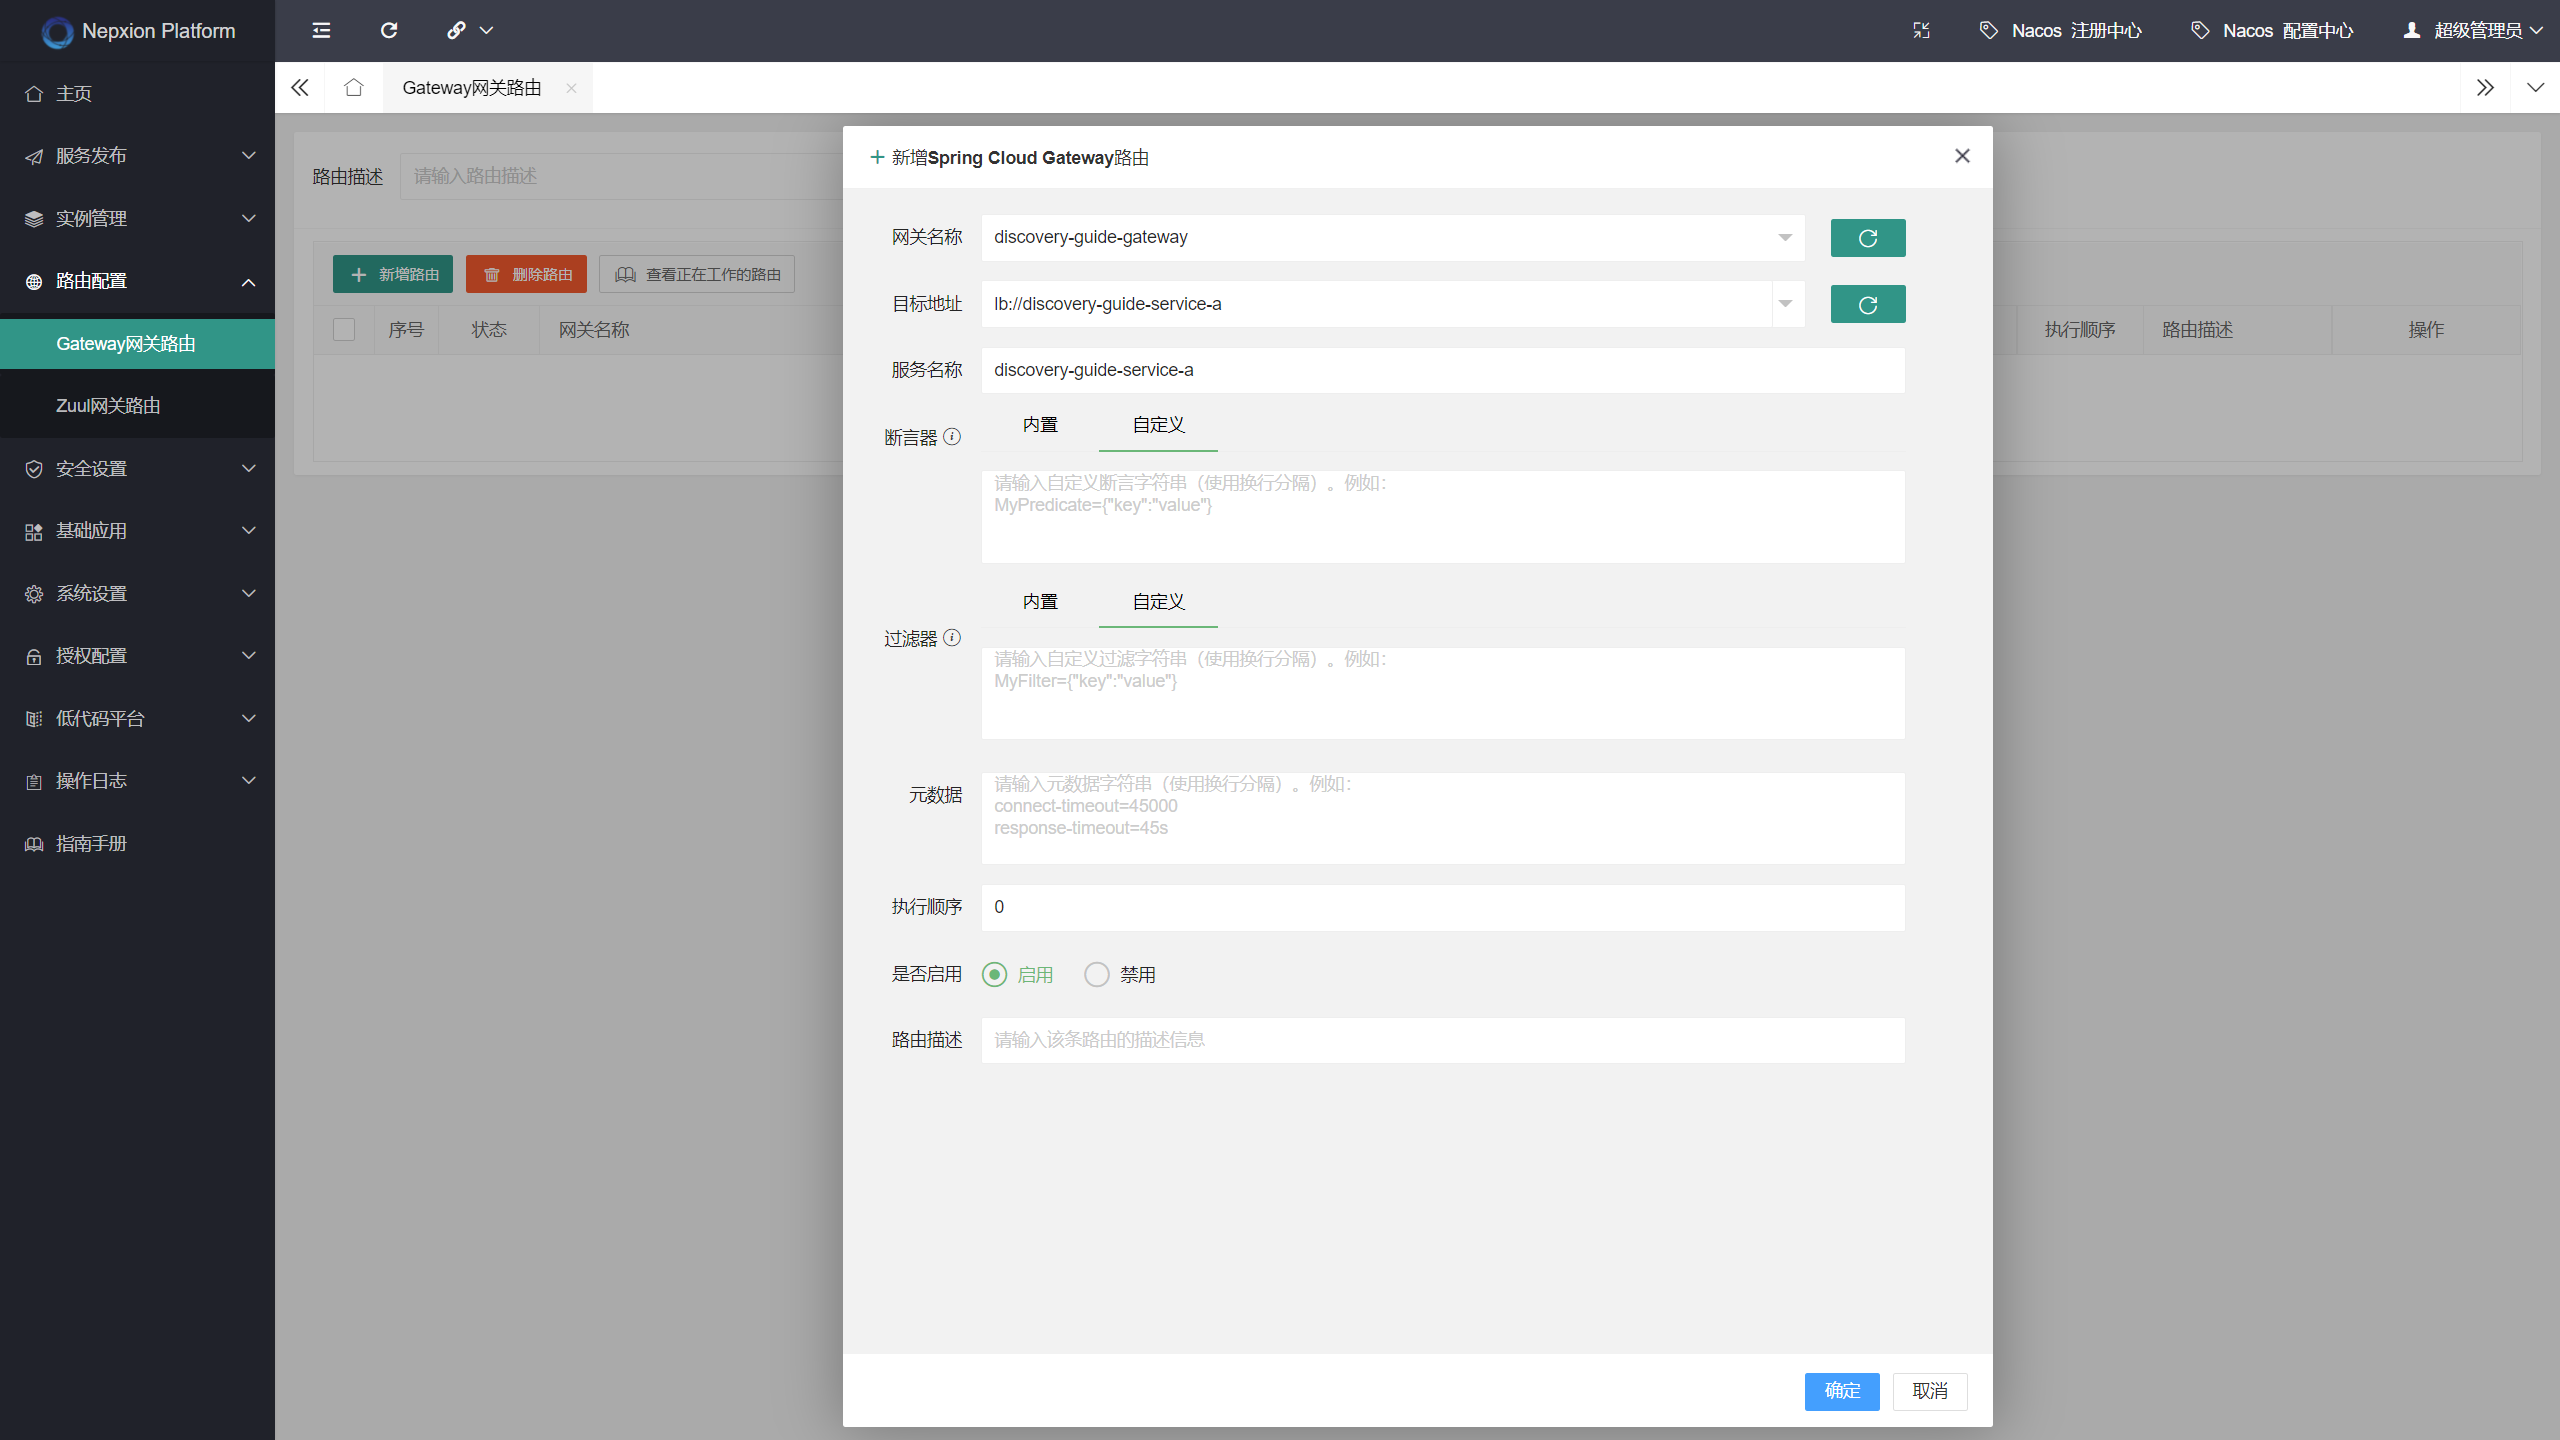 Nepxion Platform
Nacos 注册中心
Nacos 配置中心
超级管理员
主页
服务发布
实例管理
路由配置
Gateway网关路由
Zuul网关路由
安全设置
基础应用
系统设置
授权配置
低代码平台
操作日志
指南手册
Gateway网关路由
路由描述
请输入路由描述
新增路由
删除路由
查看正在工作的路由
序号
状态
网关名称
执行顺序
路由描述
操作
新增Spring Cloud Gateway路由
网关名称
discovery-guide-gateway
目标地址
lb://discovery-guide-service-a
服务名称
discovery-guide-service-a
断言器
内置
自定义
请输入自定义断言字符串（使用换行分隔）。例如：
MyPredicate={"key":"value"}
过滤器
内置
自定义
请输入自定义过滤字符串（使用换行分隔）。例如：
MyFilter={"key":"value"}
元数据
请输入元数据字符串（使用换行分隔）。例如：
connect-timeout=45000
response-timeout=45s
执行顺序
0
是否启用
启用
禁用
路由描述
请输入该条路由的描述信息
确定
取消